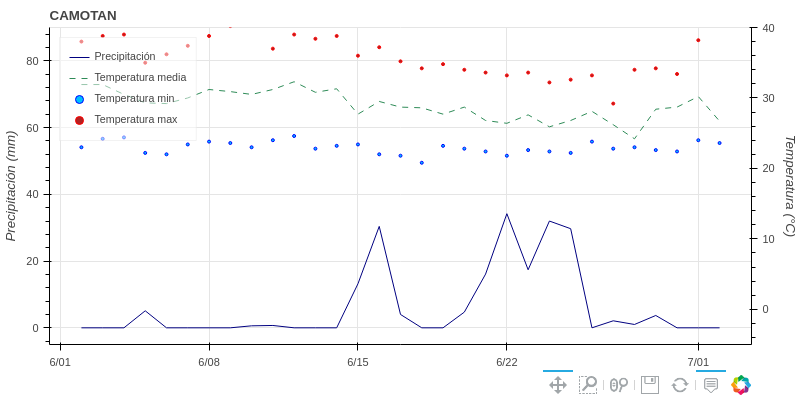 CAMOTAN
Precipitación
Temperatura media
Temperatura min
Temperatura max
80
60
40
20
0
40
30
20
10
0
Precipitación (mm)
Temperatura (°C)
6/01
6/08
6/15
6/22
7/01